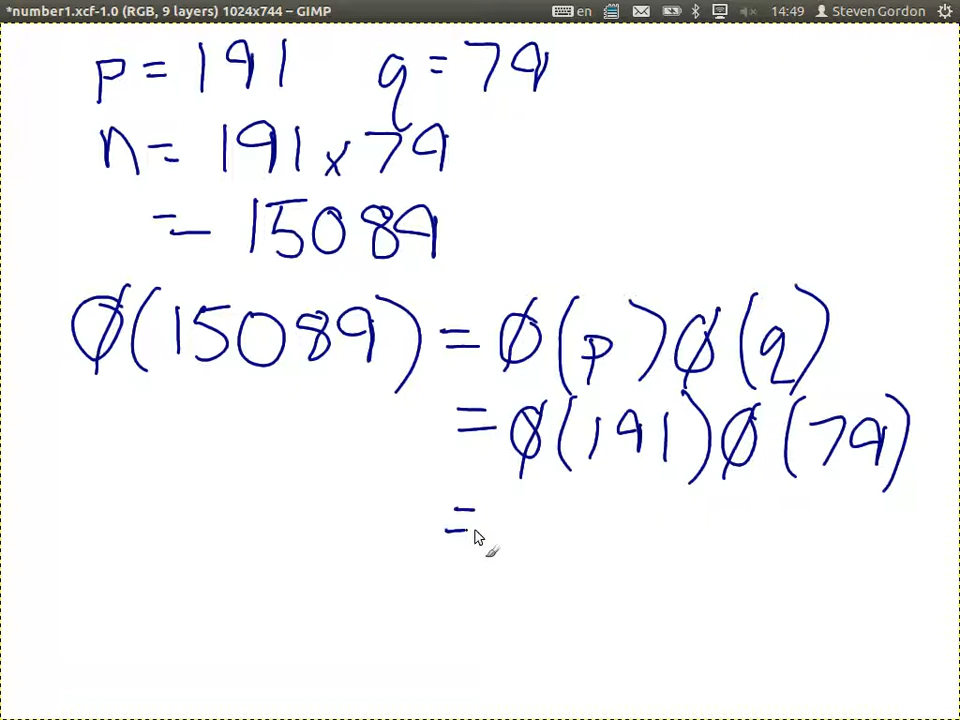 *number1.xcf-1.0 (RGB, 9 layers) 1024x744 – GIMP en 14:49 Steven Gordon
p = 191 q = 79
n = 191 x 79
= 15089
ø(15089) = ø(p) ø(q)
= ø(191) ø(79)
=